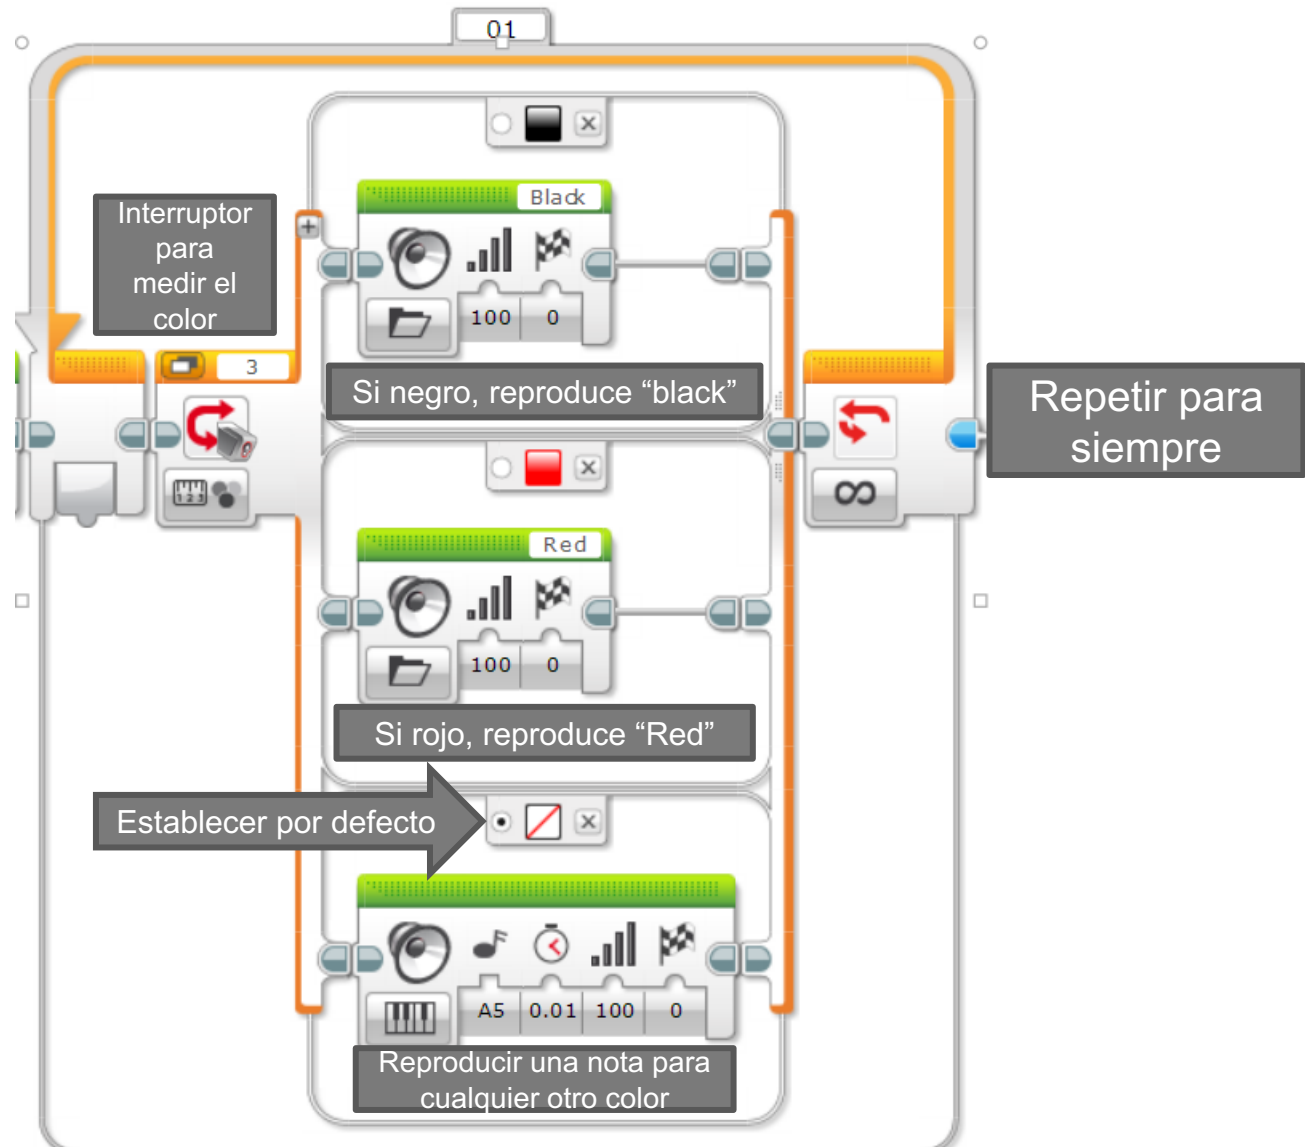 01
Black
100 0
Interruptor
para
medir el
color
3
Si negro, reproduce “black”
Repetir para
siempre
Red
100 0
Si rojo, reproduce “Red”
Establecer por defecto
A5 0.01 100 0
Reproducir una nota para
cualquier otro color